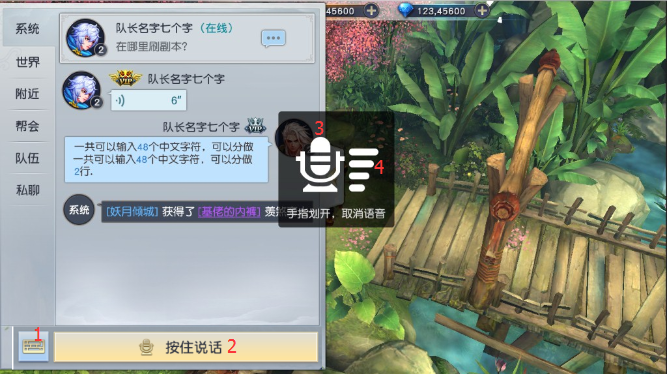 系统
世界
附近
帮会
队伍
私聊
队长名字七个字（在线）
在哪里刷副本？
2
VIP
队长名字七个字
2
6″
队长名字七个字
VIP
一共可以输入48个中文字符，可以分做
一共可以输入48个中文字符，可以分做
2行.
系统
[妖月倾城] 获得了 [基佬的内裤] 羡
3
4
手指划开，取消语音
1
按住说话 2
45600
123,45600